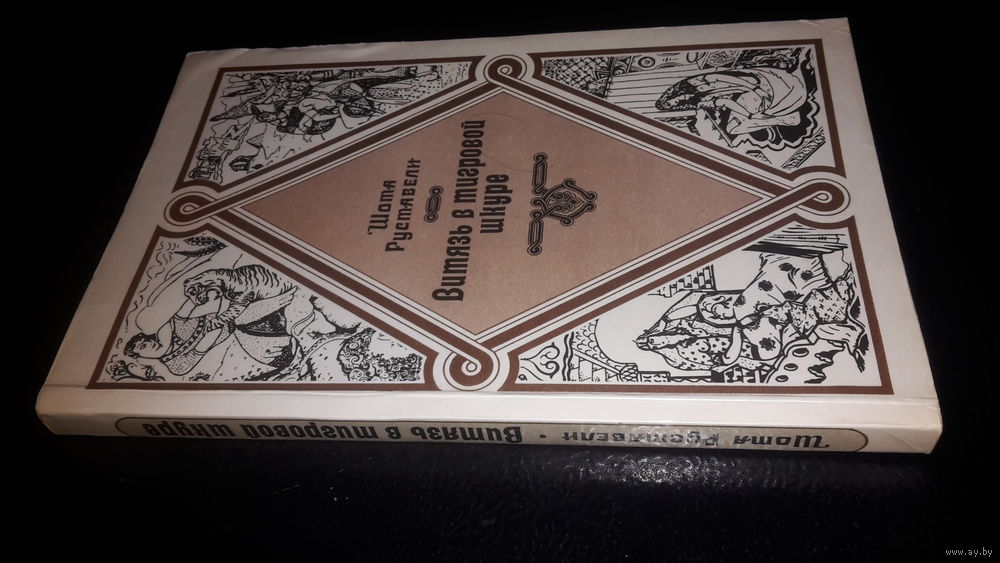 Шота
Руставели
Витязь в тигровой
шкуре
Шота Руставели • Витязь в тигровой шкуре
www.ay.by